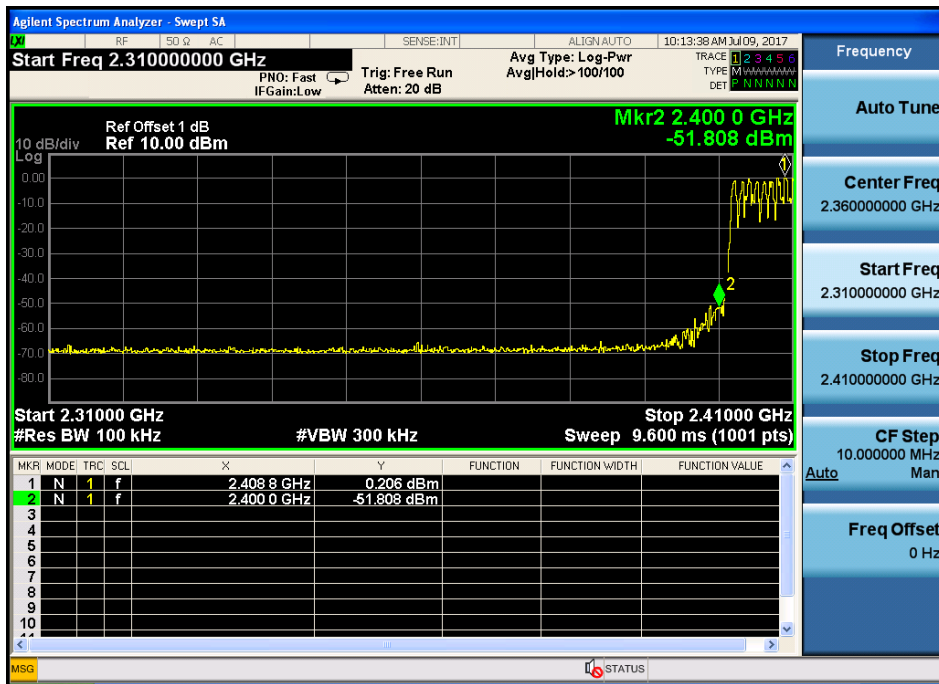 Agilent Spectrum Analyzer - Swept SA
LXI RF 50 Ω AC SENSE:INT ALIGN AUTO 10:13:38 AM Jul 09, 2017
Start Freq 2.310000000 GHz
PNO: Fast
IFGain:Low
Trig: Free Run
Atten: 20 dB
Avg Type: Log-Pwr
Avg|Hold:>100/100
TRACE 1 2 3 4 5 6
TYPE M WWWWW
DET P N N N N N
Frequency
Auto Tune
Center Freq
2.360000000 GHz
Start Freq
2.310000000 GHz
Stop Freq
2.410000000 GHz
CF Step
10.000000 MHz
Auto Man
Freq Offset
0 Hz
Mkr2 2.400 0 GHz
-51.808 dBm
Ref Offset 1 dB
10 dB/div Ref 10.00 dBm
Log
1
0.00
-10.0
-20.0
-30.0
-40.0
2
-50.0
-60.0
-70.0
-80.0
Start 2.31000 GHz Stop 2.41000 GHz
#Res BW 100 kHz #VBW 300 kHz Sweep 9.600 ms (1001 pts)
MKR MODE TRC SCL X Y FUNCTION FUNCTION WIDTH FUNCTION VALUE
1 N 1 f 2.408 8 GHz 0.206 dBm
2 N 1 f 2.400 0 GHz -51.808 dBm
3
4
5
6
7
8
9
10
11
MSG STATUS